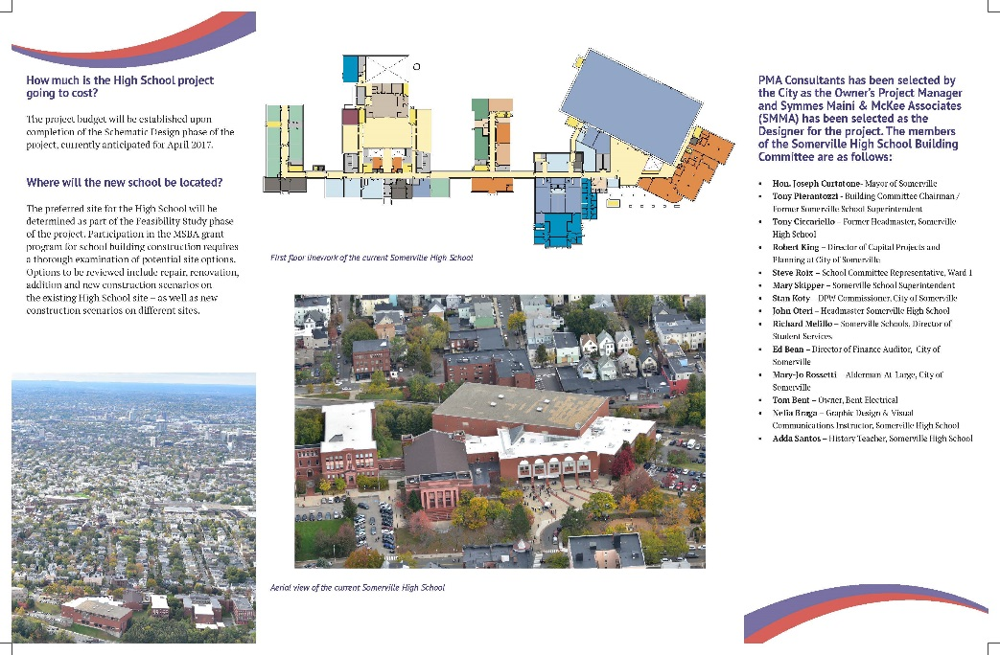 How much is the High School project
going to cost?
The project budget will be established upon
completion of the Schematic Design phase of the
project, currently anticipated for April 2017.
Where will the new school be located?
The preferred site for the High School will be
determined as part of the Feasibility Study phase
of the project. Participation in the MSBA grant
program for school building construction requires
a thorough examination of potential site options.
Options to be reviewed include repair, renovation,
addition and new construction scenarios on
the existing High School site – as well as new
construction scenarios on different sites.
First floor linework of the current Somerville High School
Aerial view of the current Somerville High School
PMA Consultants has been selected by
the City as the Owner's Project Manager
and Symmes Maini & McKee Associates
(SMMA) has been selected as the
Designer for the project. The members
of the Somerville High School Building
Committee are as follows:
• Hon. Joseph Curtatone- Mayor of Somerville
• Tony Pierantozzi - Building Committee Chairman /
Former Somerville School Superintendent
• Tony Ciccariello – Former Headmaster, Somerville
High School
• Robert King – Director of Capital Projects and
Planning at City of Somerville
• Steve Roix – School Committee Representative, Ward 1
• Mary Skipper – Somerville School Superintendent
• Stan Koty – DPW Commissioner, City of Somerville
• John Oteri – Headmaster Somerville High School
• Richard Melillo – Somerville Schools, Director of
Student Services
• Ed Bean – Director of Finance Auditor, City of
Somerville
• Mary-Jo Rossetti – Alderman-At-Large, City of
Somerville
• Tom Bent – Owner, Bent Electrical
• Nelia Braga – Graphic Design & Visual
Communications Instructor, Somerville High School
• Adda Santos – History Teacher, Somerville High School